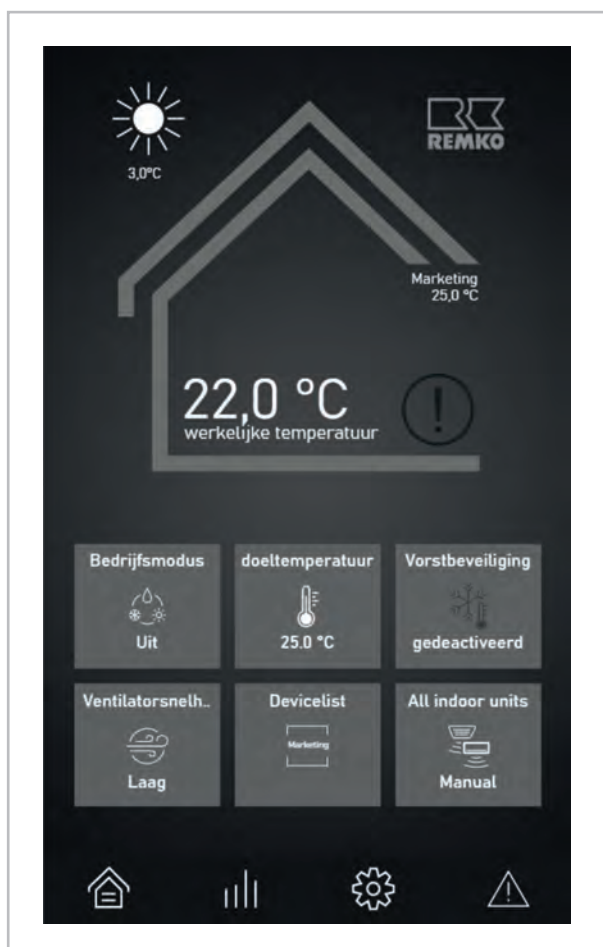 REMKO
3,0°C
Marketing
25,0 °C
22,0 °C
werkelijke temperatuur
Bedrijfsmodus
Uit
doeltemperatuur
25.0 °C
Vorstbeveiliging
gedeactiveerd
Ventilatorsnelh..
Laag
Devicelist
Marketing
All indoor units
Manual